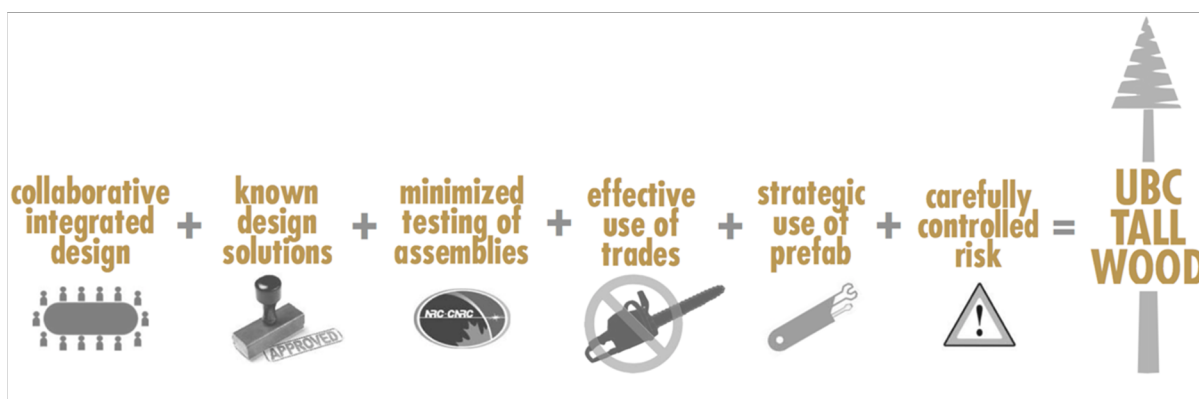 collaborative
integrated
design
+
known
design
solutions
+
minimized
testing of
assemblies
+
effective
use of
trades
+
strategic
use of
prefab
+
carefully
controlled
risk
=
UBC
TALL
WOOD
APPROVED
NRC·CNRC
!